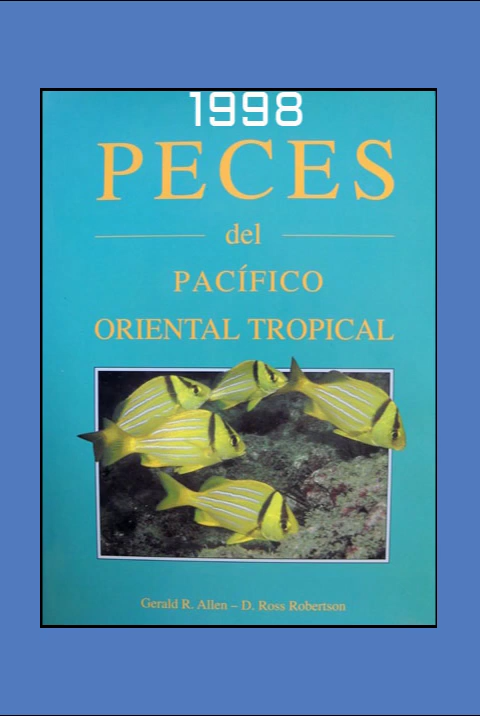 1998
PECES
del
PACÍFICO
ORIENTAL TROPICAL
Gerald R. Allen – D. Ross Robertson